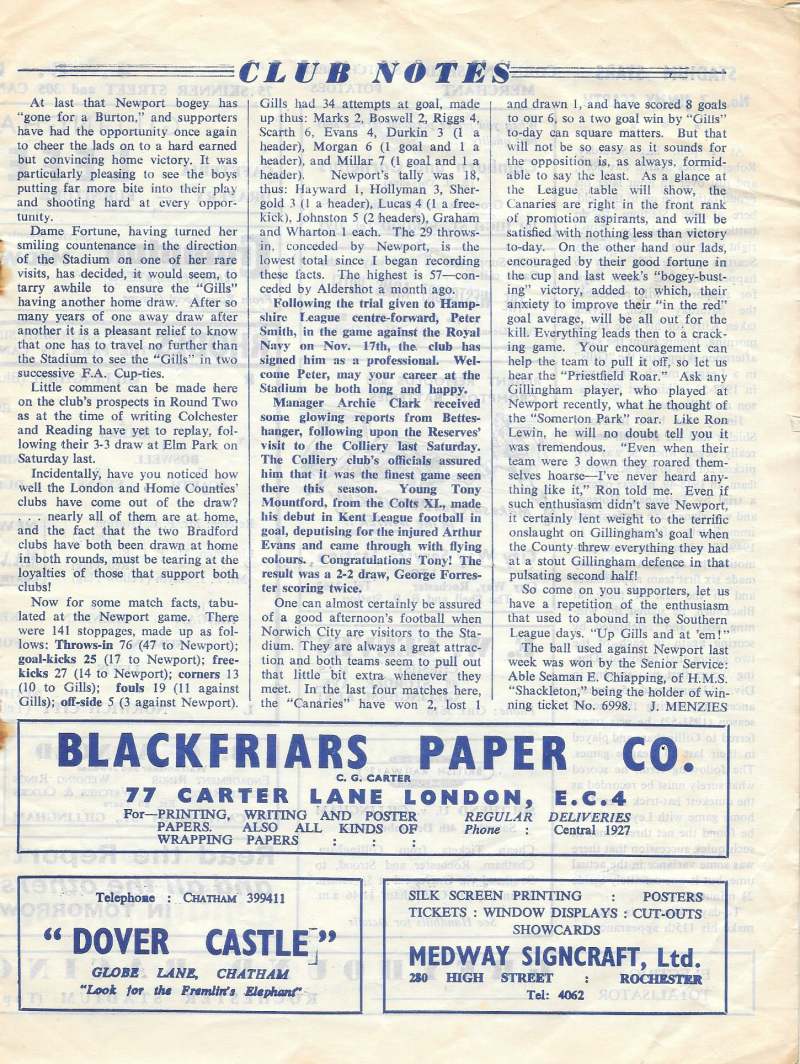 CLUB NOTES
At last that Newport bogey has
"gone for a Burton," and supporters
have had the opportunity once again
to cheer the lads on to a hard earned
but convincing home victory. It was
particularly pleasing to see the boys
putting far more bite into their play
and shooting hard at every oppor-
tunity.
Dame Fortune, having turned her
smiling countenance in the direction
of the Stadium on one of her rare
visits, has decided, it would seem, to
tarry awhile to ensure the "Gills"
having another home draw. After so
many years of one away draw after
another it is a pleasant relief to know
that one has to travel no further than
the Stadium to see the "Gills" in two
successive F.A. Cup-ties.
Little comment can be made here
on the club's prospects in Round Two
as at the time of writing Colchester
and Reading have yet to replay, fol-
lowing their 3-3 draw at Elm Park on
Saturday last.
Incidentally, have you noticed how
well the London and Home Counties'
clubs have come out of the draw?
. . . nearly all of them are at home,
and the fact that the two Bradford
clubs have both been drawn at home
in both rounds, must be tearing at the
loyalties of those that support both
clubs!
Now for some match facts, tabu-
lated at the Newport game. There
were 141 stoppages, made up as fol-
lows: Throws-in 76 (47 to Newport);
goal-kicks 25 (17 to Newport); free-
kicks 27 (14 to Newport); corners 13
(10 to Gills); fouls 19 (11 against
Gills); off-side 5 (3 against Newport).
Gills had 34 attempts at goal, made
up thus: Marks 2, Boswell 2, Riggs 4,
Scarth 6, Evans 4, Durkin 3 (1 a
header), Morgan 6 (1 goal and 1 a
header), and Millar 7 (1 goal and 1 a
header). Newport's tally was 18,
thus: Hayward 1, Hollyman 3, Sher-
gold 3 (1 a header), Lucas 4 (1 a free-
kick), Johnston 5 (2 headers), Graham
and Wharton 1 each. The 29 throws-
in, conceded by Newport, is the
lowest total since I began recording
these facts. The highest is 57—con-
ceded by Aldershot a month ago.
Following the trial given to Hamp-
shire League centre-forward, Peter
Smith, in the game against the Royal
Navy on Nov. 17th, the club has
signed him as a professional. Wel-
come Peter, may your career at the
Stadium be both long and happy.
Manager Archie Clark received
some glowing reports from Bettes-
hanger, following upon the Reserves'
visit to the Colliery last Saturday.
The Colliery club's officials assured
him that it was the finest game seen
there this season. Young Tony
Mountford, from the Colts XI., made
his debut in Kent League football in
goal, deputising for the injured Arthur
Evans and came through with flying
colours. Congratulations Tony! The
result was a 2-2 draw, George Forres-
ter scoring twice.
One can almost certainly be assured
of a good afternoon's football when
Norwich City are visitors to the Sta-
dium. They are always a great attrac-
tion and both teams seem to pull out
that little bit extra whenever they
meet. In the last four matches here,
the "Canaries" have won 2, lost 1
and drawn 1, and have scored 8 goals
to our 6, so a two goal win by "Gills"
to-day can square matters. But that
will not be so easy as it sounds for
the opposition is, as always, formid-
able to say the least. As a glance at
the League table will show, the
Canaries are right in the front rank
of promotion aspirants, and will be
satisfied with nothing less than victory
to-day. On the other hand our lads,
encouraged by their good fortune in
the cup and last week's "bogey-bust-
ing" victory, added to which, their
anxiety to improve their "in the red"
goal average, will be all out for the
kill. Everything leads then to a crack-
ing game. Your encouragement can
help the team to pull it off, so let us
hear the "Priestfield Roar." Ask any
Gillingham player, who played at
Newport recently, what he thought of
the "Somerton Park" roar. Like Ron
Lewin, he will no doubt tell you it
was tremendous. "Even when their
team were 3 down they roared them-
selves hoarse—I've never heard any-
thing like it," Ron told me. Even if
such enthusiasm didn't save Newport,
it certainly lent weight to the terrific
onslaught on Gillingham's goal when
the County threw everything they had
at a stout Gillingham defence in that
pulsating second half!
So come on you supporters, let us
have a repetition of the enthusiasm
that used to abound in the Southern
League days. "Up Gills and at 'em!"
The ball used against Newport last
week was won by the Senior Service:
Able Seaman E. Chiapping, of H.M.S.
"Shackleton," being the holder of win-
ning ticket No. 6998. J. MENZIES
BLACKFRIARS PAPER CO.
C. G. CARTER
77 CARTER LANE LONDON, E.C.4
For—PRINTING, WRITING AND POSTER
PAPERS. ALSO ALL KINDS OF
WRAPPING PAPERS : : :
REGULAR DELIVERIES
Phone : Central 1927
Telephone : CHATHAM 399411
"DOVER CASTLE"
GLOBE LANE, CHATHAM
"Look for the Fremlin's Elephant"
SILK SCREEN PRINTING : POSTERS
TICKETS : WINDOW DISPLAYS : CUT-OUTS
SHOWCARDS
MEDWAY SIGNCRAFT, Ltd.
280 HIGH STREET : ROCHESTER
Tel: 4062